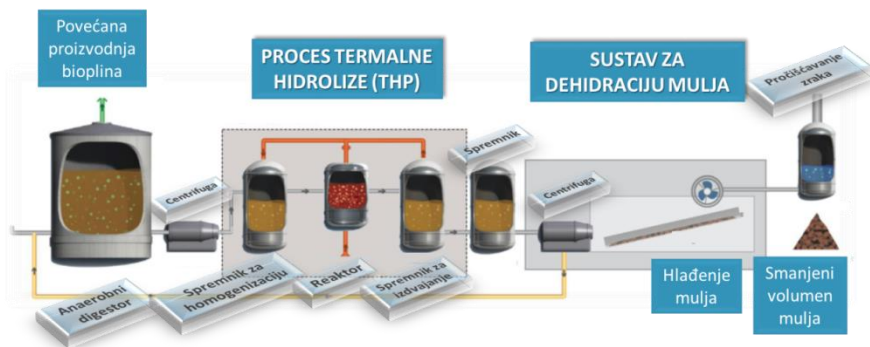 Povećana
proizvodnja
bioplina
PROCES TERMALNE
HIDROLIZE (THP)
SUSTAV ZA
DEHIDRACIJU MULJA
Pročišćavanje
zraka
Centrifuga
Spremnik
Centrifuga
Anaerobni
digestor
Spremnik za
homogenizaciju
Reaktor
Spremnik za
izdvajanje
Hlađenje
mulja
Smanjeni
volumen
mulja